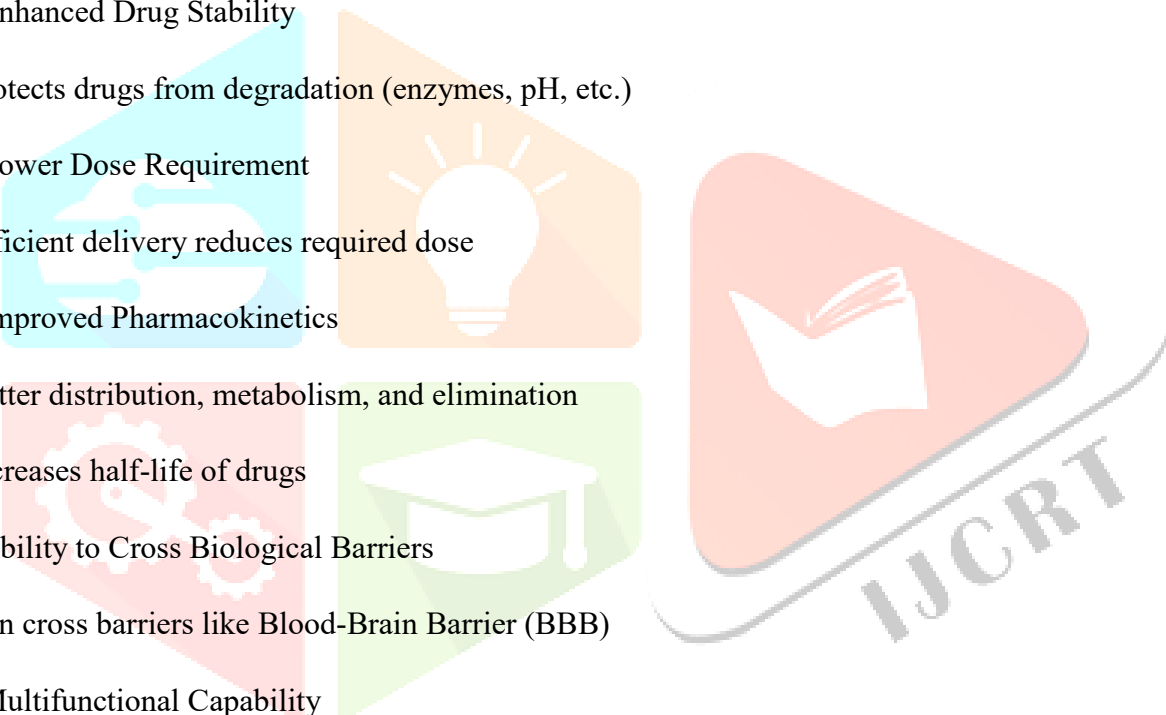 nhanced Drug Stability
otects drugs from degradation (enzymes, pH, etc.)
ower Dose Requirement
ficient delivery reduces required dose
mproved Pharmacokinetics
tter distribution, metabolism, and elimination
creases half-life of drugs
bility to Cross Biological Barriers
n cross barriers like Blood-Brain Barrier (BBB)
Multifunctional Capability
IJCRT